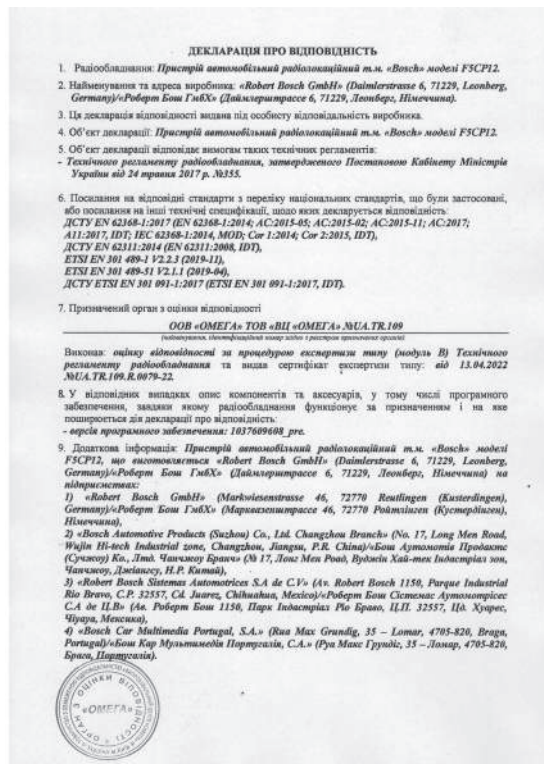 ДЕКЛАРАЦІЯ ПРО ВІДПОВІДНІСТЬ
1. Радіообладнання: Пристрій автомобільний радіолокаційний т.м. «Bosch» моделі F5CP12.
2. Найменування та адреса виробника: «Robert Bosch GmbH» (Daimlerstrasse 6, 71229, Leonberg,
Germany)/«Роберт Бош ГмбХ» (Даймлерштрассе 6, 71229, Леонберг, Німеччина).
3. Ця декларація відповідності видана під особисту відповідальність виробника.
4. Об'єкт декларації: Пристрій автомобільний радіолокаційний т.м. «Bosch» моделі F5CP12.
5. Об'єкт декларації відповідає вимогам таких технічних регламентів:
- Технічного регламенту радіообладнання, затвердженого Постановою Кабінету Міністрів
України від 24 травня 2017 р. №355.
6. Посилання на відповідні стандарти з переліку національних стандартів, що були застосовані,
або посилання на інші технічні специфікації, щодо яких декларується відповідність:
ДСТУ EN 62368-1:2017 (EN 62368-1:2014; AC:2015-05; AC:2015-02; AC:2015-11; AC:2017;
A11:2017, IDT; IEC 62368-1:2014, MOD; Cor 1:2014; Cor 2:2015, IDT),
ДСТУ EN 62311:2014 (EN 62311:2008, IDT),
ETSI EN 301 489-1 V2.2.3 (2019-11),
ETSI EN 301 489-51 V2.1.1 (2019-04),
ДСТУ ETSI EN 301 091-1:2017 (ETSI EN 301 091-1:2017, IDT).
7. Призначений орган з оцінки відповідності
ООВ «ОМЕГА» ТОВ «ВЦ «ОМЕГА» №UA.TR.109
(найменування, ідентифікаційний номер згідно з реєстром призначених органів)
Виконав: оцінку відповідності за процедурою експертизи типу (модуль В) Технічного
регламенту радіообладнання та видав сертифікат експертизи типу: від 13.04.2022
№UA.TR.109.R.0079-22.
8. У відповідних випадках опис компонентів та аксесуарів, у тому числі програмного
забезпечення, завдяки якому радіообладнання функціонує за призначенням і на яке
поширюється дія декларації про відповідність:
- версія програмного забезпечення: 1037609608_pre.
9. Додаткова інформація: Пристрій автомобільний радіолокаційний т.м. «Bosch» моделі
F5CP12, що виготовляється «Robert Bosch GmbH» (Daimlerstrasse 6, 71229, Leonberg,
Germany)/«Роберт Бош ГмбХ» (Даймлерштрассе 6, 71229, Леонберг, Німеччина) на
підприємствах:
1) «Robert Bosch GmbH» (Markwiesenstrasse 46, 72770 Reutlingen (Kusterdingen),
Germany)/«Роберт Бош ГмбХ» (Марквазенштрассе 46, 72770 Ройтлінген (Кустердінген),
Німеччина),
2) «Bosch Automotive Products (Suzhou) Co., Ltd. Changzhou Branch» (No. 17, Long Men Road,
Wujin Hi-tech Industrial zone, Changzhou, Jiangsu, P.R. China)/«Бош Аутомотів Продактс
(Сучжоу) Ко., Лтд. Чанчжоу Бранч» (№ 17, Лонг Мен Роад, Вуджін Хай-тек Індастріал зон,
Чанчжоу, Джіангсу, Н.Р. Китай),
3) «Robert Bosch Sistemas Automotrices S.A de C.V» (Av. Robert Bosch 1150, Parque Industrial
Rio Bravo, C.P. 32557, Cd. Juarez, Chihuahua, Mexico)/«Роберт Бош Сістемас Аутомотрісес
С.А де Ц.В» (Ав. Роберт Бош 1150, Парк Індастріал Ріо Браво, Ц.П. 32557, Цд. Хуарес,
Чіуауа, Мексика),
4) «Bosch Car Multimedia Portugal, S.A.» (Rua Max Grundig, 35 – Lomar, 4705-820, Braga,
Portugal)/«Бош Кар Мультимедія Португалія, С.А.» (Руа Макс Грундіг, 35 – Ломар, 4705-820,
Брага, Португалія).
ОРГАН З ОЦІНКИ ВІДПОВІДНОСТІ
«ОМЕГА»